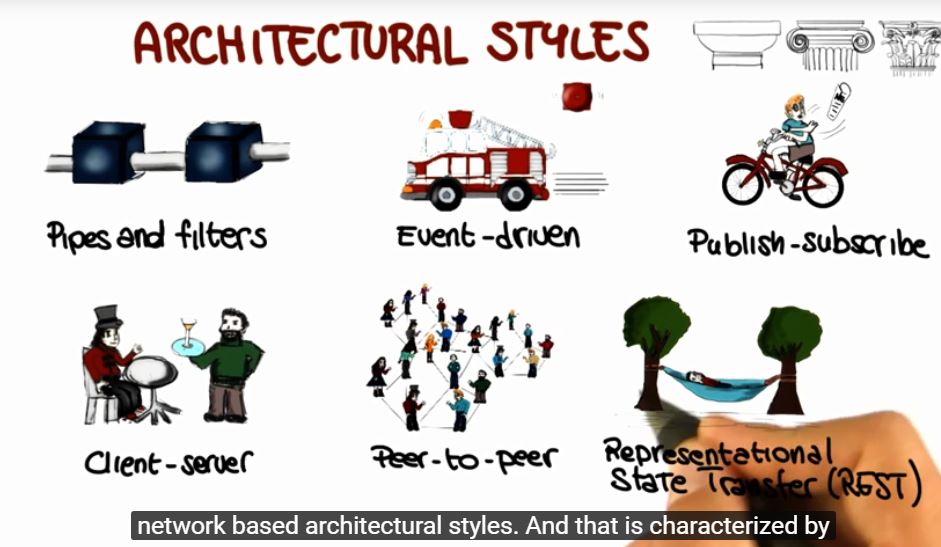 ARCHITECTURAL STYLES
Pipes and filters
Event-driven
Publish-subscribe
Client-server
Peer-to-peer
Representational
State Transfer (REST)
network based architectural styles. And that is characterized by